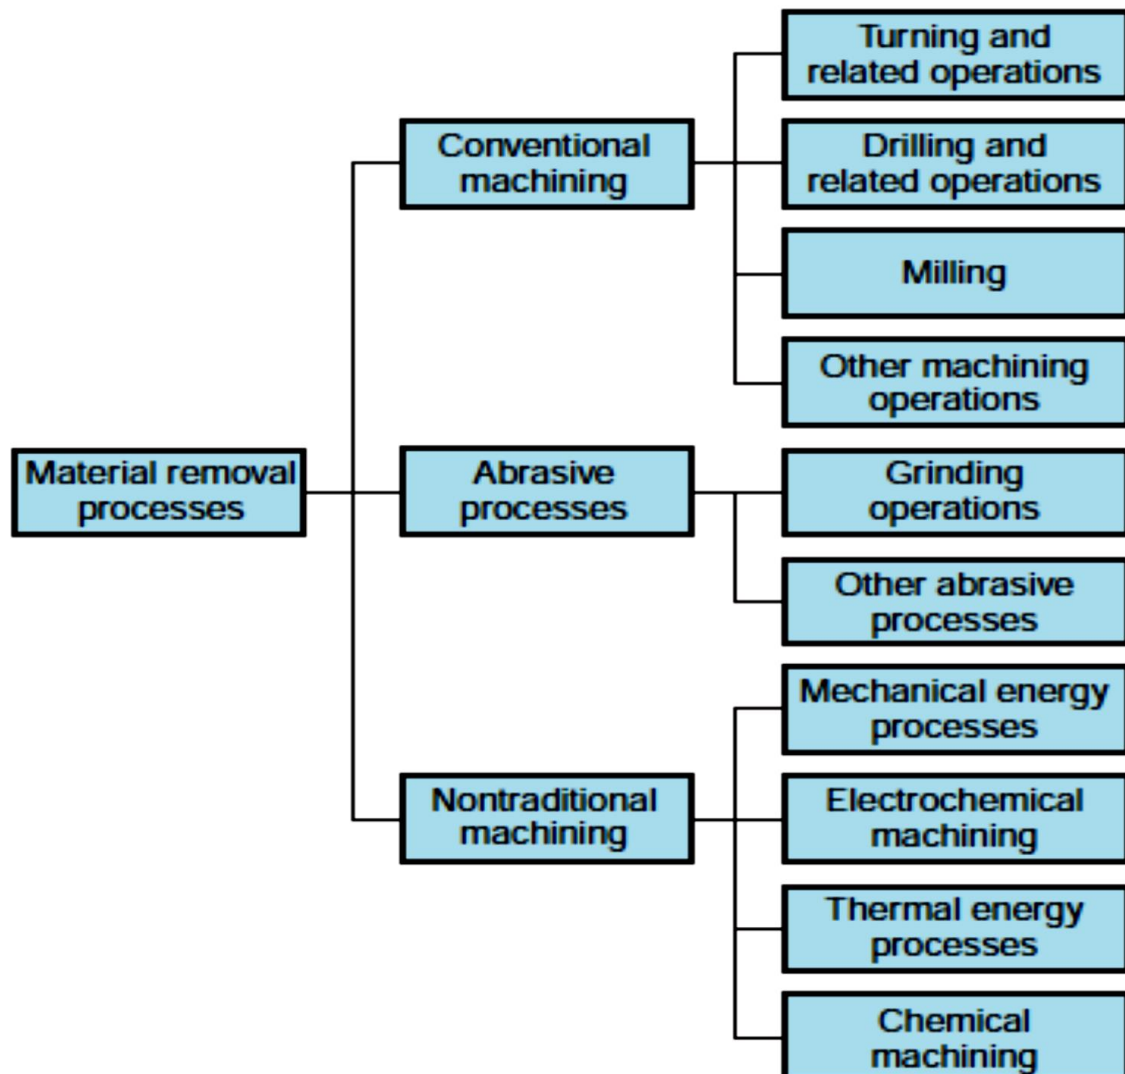 Turning and
related operations
Conventional
machining
Drilling and
related operations
Milling
Other machining
operations
Material removal
processes
Abrasive
processes
Grinding
operations
Other abrasive
processes
Mechanical energy
processes
Nontraditional
machining
Electrochemical
machining
Thermal energy
processes
Chemical
machining